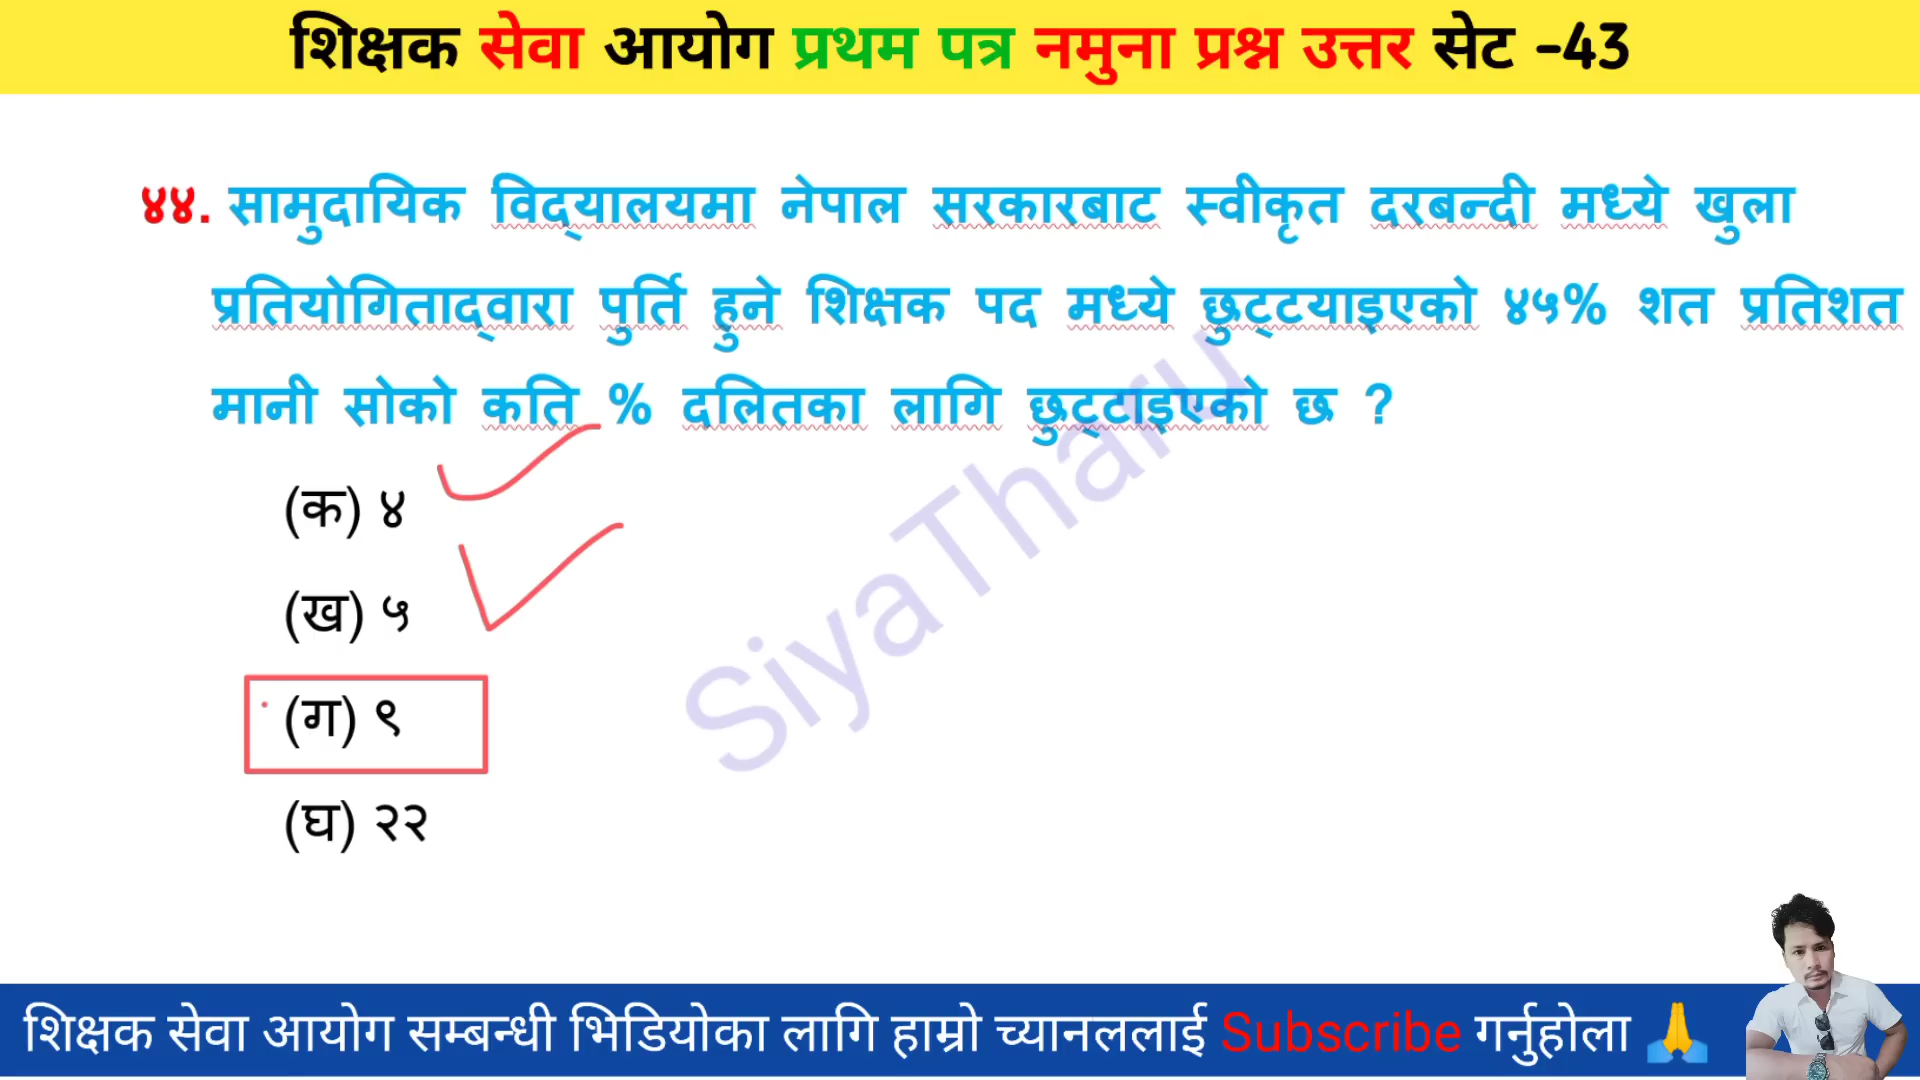 शिक्षक सेवा आयोग प्रथम पत्र नमुना प्रश्न उत्तर सेट -43
४४. सामुदायिक विद्‌यालयमा नेपाल सरकारबाट स्वीकृत दरबन्दी मध्ये खुला
प्रतियोगिताद्‌वारा पुर्ति हुने शिक्षक पद मध्ये छुट्‌टयाइएको ४५% शत प्रतिशत
मानी सोको कति % दलितका लागि छुट्‌टाइएको छ ?
(क) ४
(ख) ५
(ग) ९
(घ) २२
SiyaTharu
शिक्षक सेवा आयोग सम्बन्धी भिडियोका लागि हाम्रो च्यानललाई Subscribe गर्नुहोला 🙏